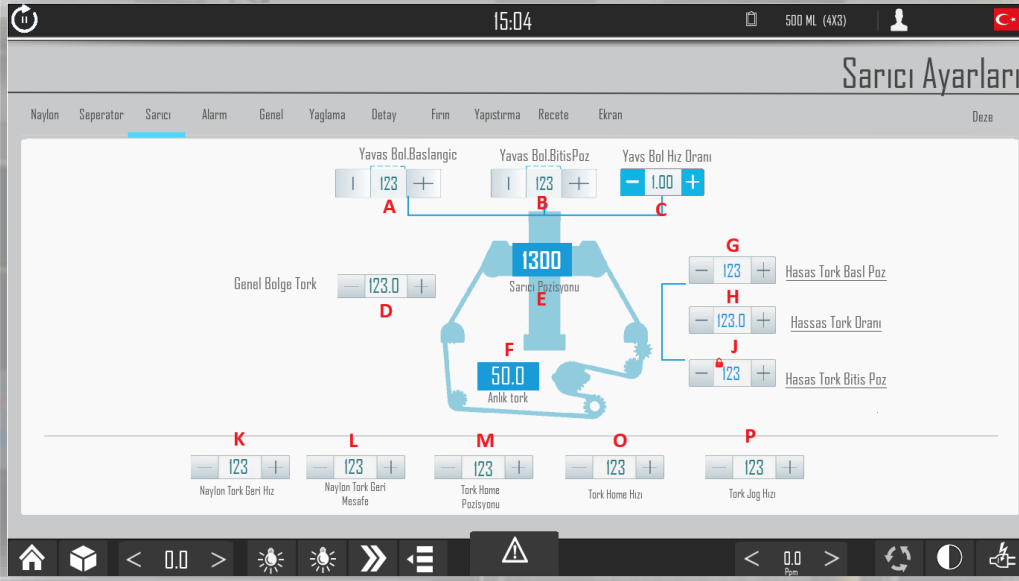 15:04
500 ML (4X3)
Sarıcı Ayarları
Naylon Seperator Sarıcı Alarm Genel Yaglama Detay Fırın Yapıstırma Recete Ekran Deze
Yavas Bol.Baslangic Yavas Bol.BitisPoz Yavs Bol Hız Oranı
123 + 123 + − 1.00 +
A B C
1300
Sarıcı Pozisyonu
E
Genel Bolge Tork − 123.0 +
D
G
− 123 + Hasas Tork Basl Poz
H
− 123.0 + Hassas Tork Oranı
J
− 123 + Hasas Tork Bitis Poz
F
50.0
Anlık tork
K L M O P
− 123 + − 123 + − 123 + − 123 + − 123 +
Naylon Tork Geri Hız
Naylon Tork Geri
Mesafe
Tork Home
Pozisyonu
Tork Home Hızı
Tork Jog Hızı
< 0.0 > < 0.0 >
Ppm